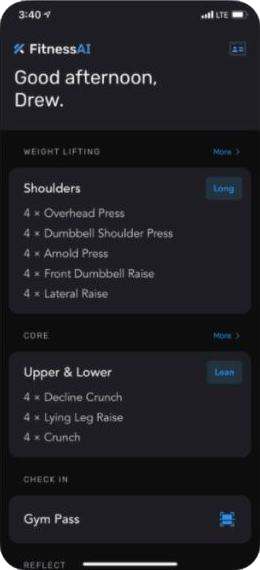 3:40
LTE
FitnessAI
Good afternoon,
Drew.
WEIGHT LIFTING
More >
Shoulders
Long
4 × Overhead Press
4 × Dumbbell Shoulder Press
4 × Arnold Press
4 × Front Dumbbell Raise
4 × Lateral Raise
CORE
More >
Upper & Lower
Lean
4 × Decline Crunch
4 × Lying Leg Raise
4 × Crunch
CHECK IN
Gym Pass
REFLECT